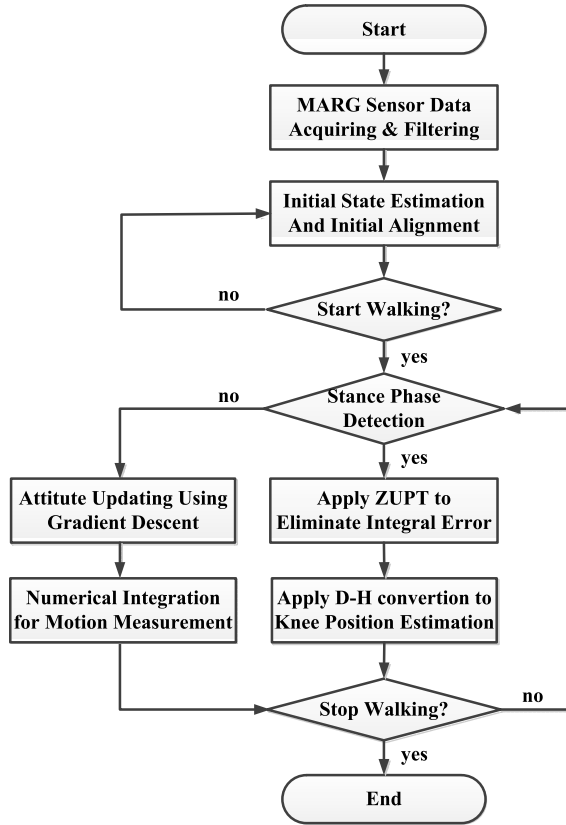 Start
MARG Sensor Data
Acquiring & Filtering
Initial State Estimation
And Initial Alignment
no
Start Walking?
yes
no
Stance Phase
Detection
yes
Attitute Updating Using
Gradient Descent
Apply ZUPT to
Eliminate Integral Error
Numerical Integration
for Motion Measurement
Apply D-H convertion to
Knee Position Estimation
Stop Walking?
no
yes
End